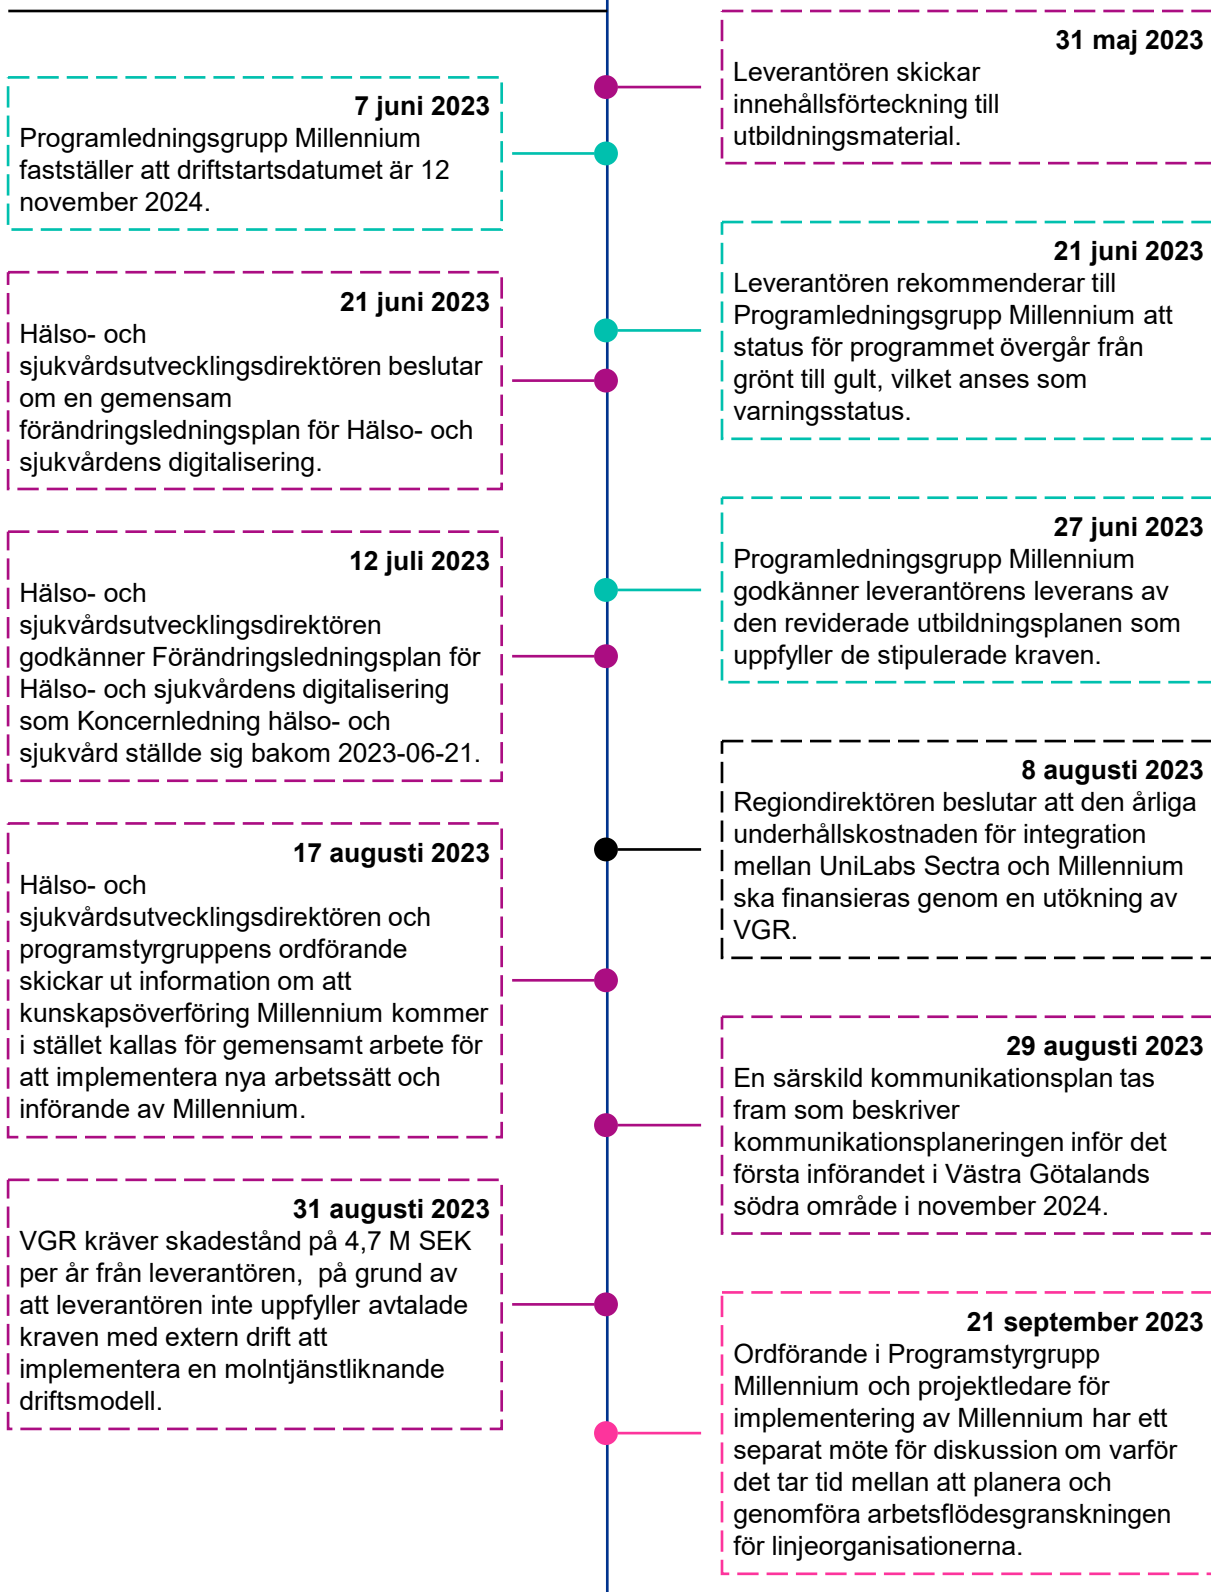 31 maj 2023
Leverantören skickar
innehållsförteckning till
utbildningsmaterial.
7 juni 2023
Programledningsgrupp Millennium
fastställer att driftstartsdatumet är 12
november 2024.
21 juni 2023
Leverantören rekommenderar till
Programledningsgrupp Millennium att
status för programmet övergår från
grönt till gult, vilket anses som
varningsstatus.
21 juni 2023
Hälso- och
sjukvårdsutvecklingsdirektören beslutar
om en gemensam
förändringsledningsplan för Hälso- och
sjukvårdens digitalisering.
27 juni 2023
Programledningsgrupp Millennium
godkänner leverantörens leverans av
den reviderade utbildningsplanen som
uppfyller de stipulerade kraven.
12 juli 2023
Hälso- och
sjukvårdsutvecklingsdirektören
godkänner Förändringsledningsplan för
Hälso- och sjukvårdens digitalisering
som Koncernledning hälso- och
sjukvård ställde sig bakom 2023-06-21.
8 augusti 2023
Regiondirektören beslutar att den årliga
underhållskostnaden för integration
mellan UniLabs Sectra och Millennium
ska finansieras genom en utökning av
VGR.
17 augusti 2023
Hälso- och
sjukvårdsutvecklingsdirektören och
programstyrgruppens ordförande
skickar ut information om att
kunskapsöverföring Millennium kommer
i stället kallas för gemensamt arbete för
att implementera nya arbetssätt och
införande av Millennium.
29 augusti 2023
En särskild kommunikationsplan tas
fram som beskriver
kommunikationsplaneringen inför det
första införandet i Västra Götalands
södra område i november 2024.
31 augusti 2023
VGR kräver skadestånd på 4,7 M SEK
per år från leverantören,  på grund av
att leverantören inte uppfyller avtalade
kraven med extern drift att
implementera en molntjänstliknande
driftsmodell.
21 september 2023
Ordförande i Programstyrgrupp
Millennium och projektledare för
implementering av Millennium har ett
separat möte för diskussion om varför
det tar tid mellan att planera och
genomföra arbetsflödesgranskningen
för linjeorganisationerna.